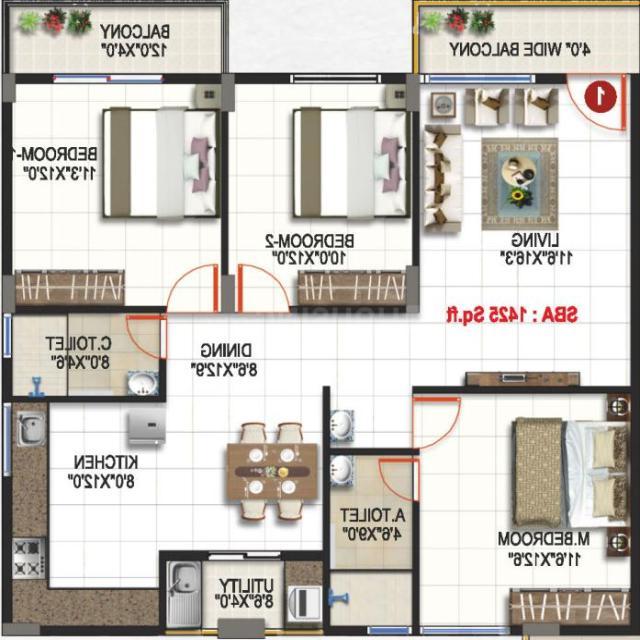 BALCONY
12'0"X4'0"
4'0" WIDE BALCONY
1
BEDROOM-1
11'3"X12'0"
BEDROOM-2
10'0"X12'0"
LIVING
11'6"X16'3"
SBA : 1425 Sq.ft
C.TOILET
8'0"X4'6"
DINING
8'6"X12'9"
KITCHEN
8'0"X12'0"
A.TOILET
4'6"X9'0"
M.BEDROOM
11'6"X12'6"
UTILITY
8'6"X4'0"